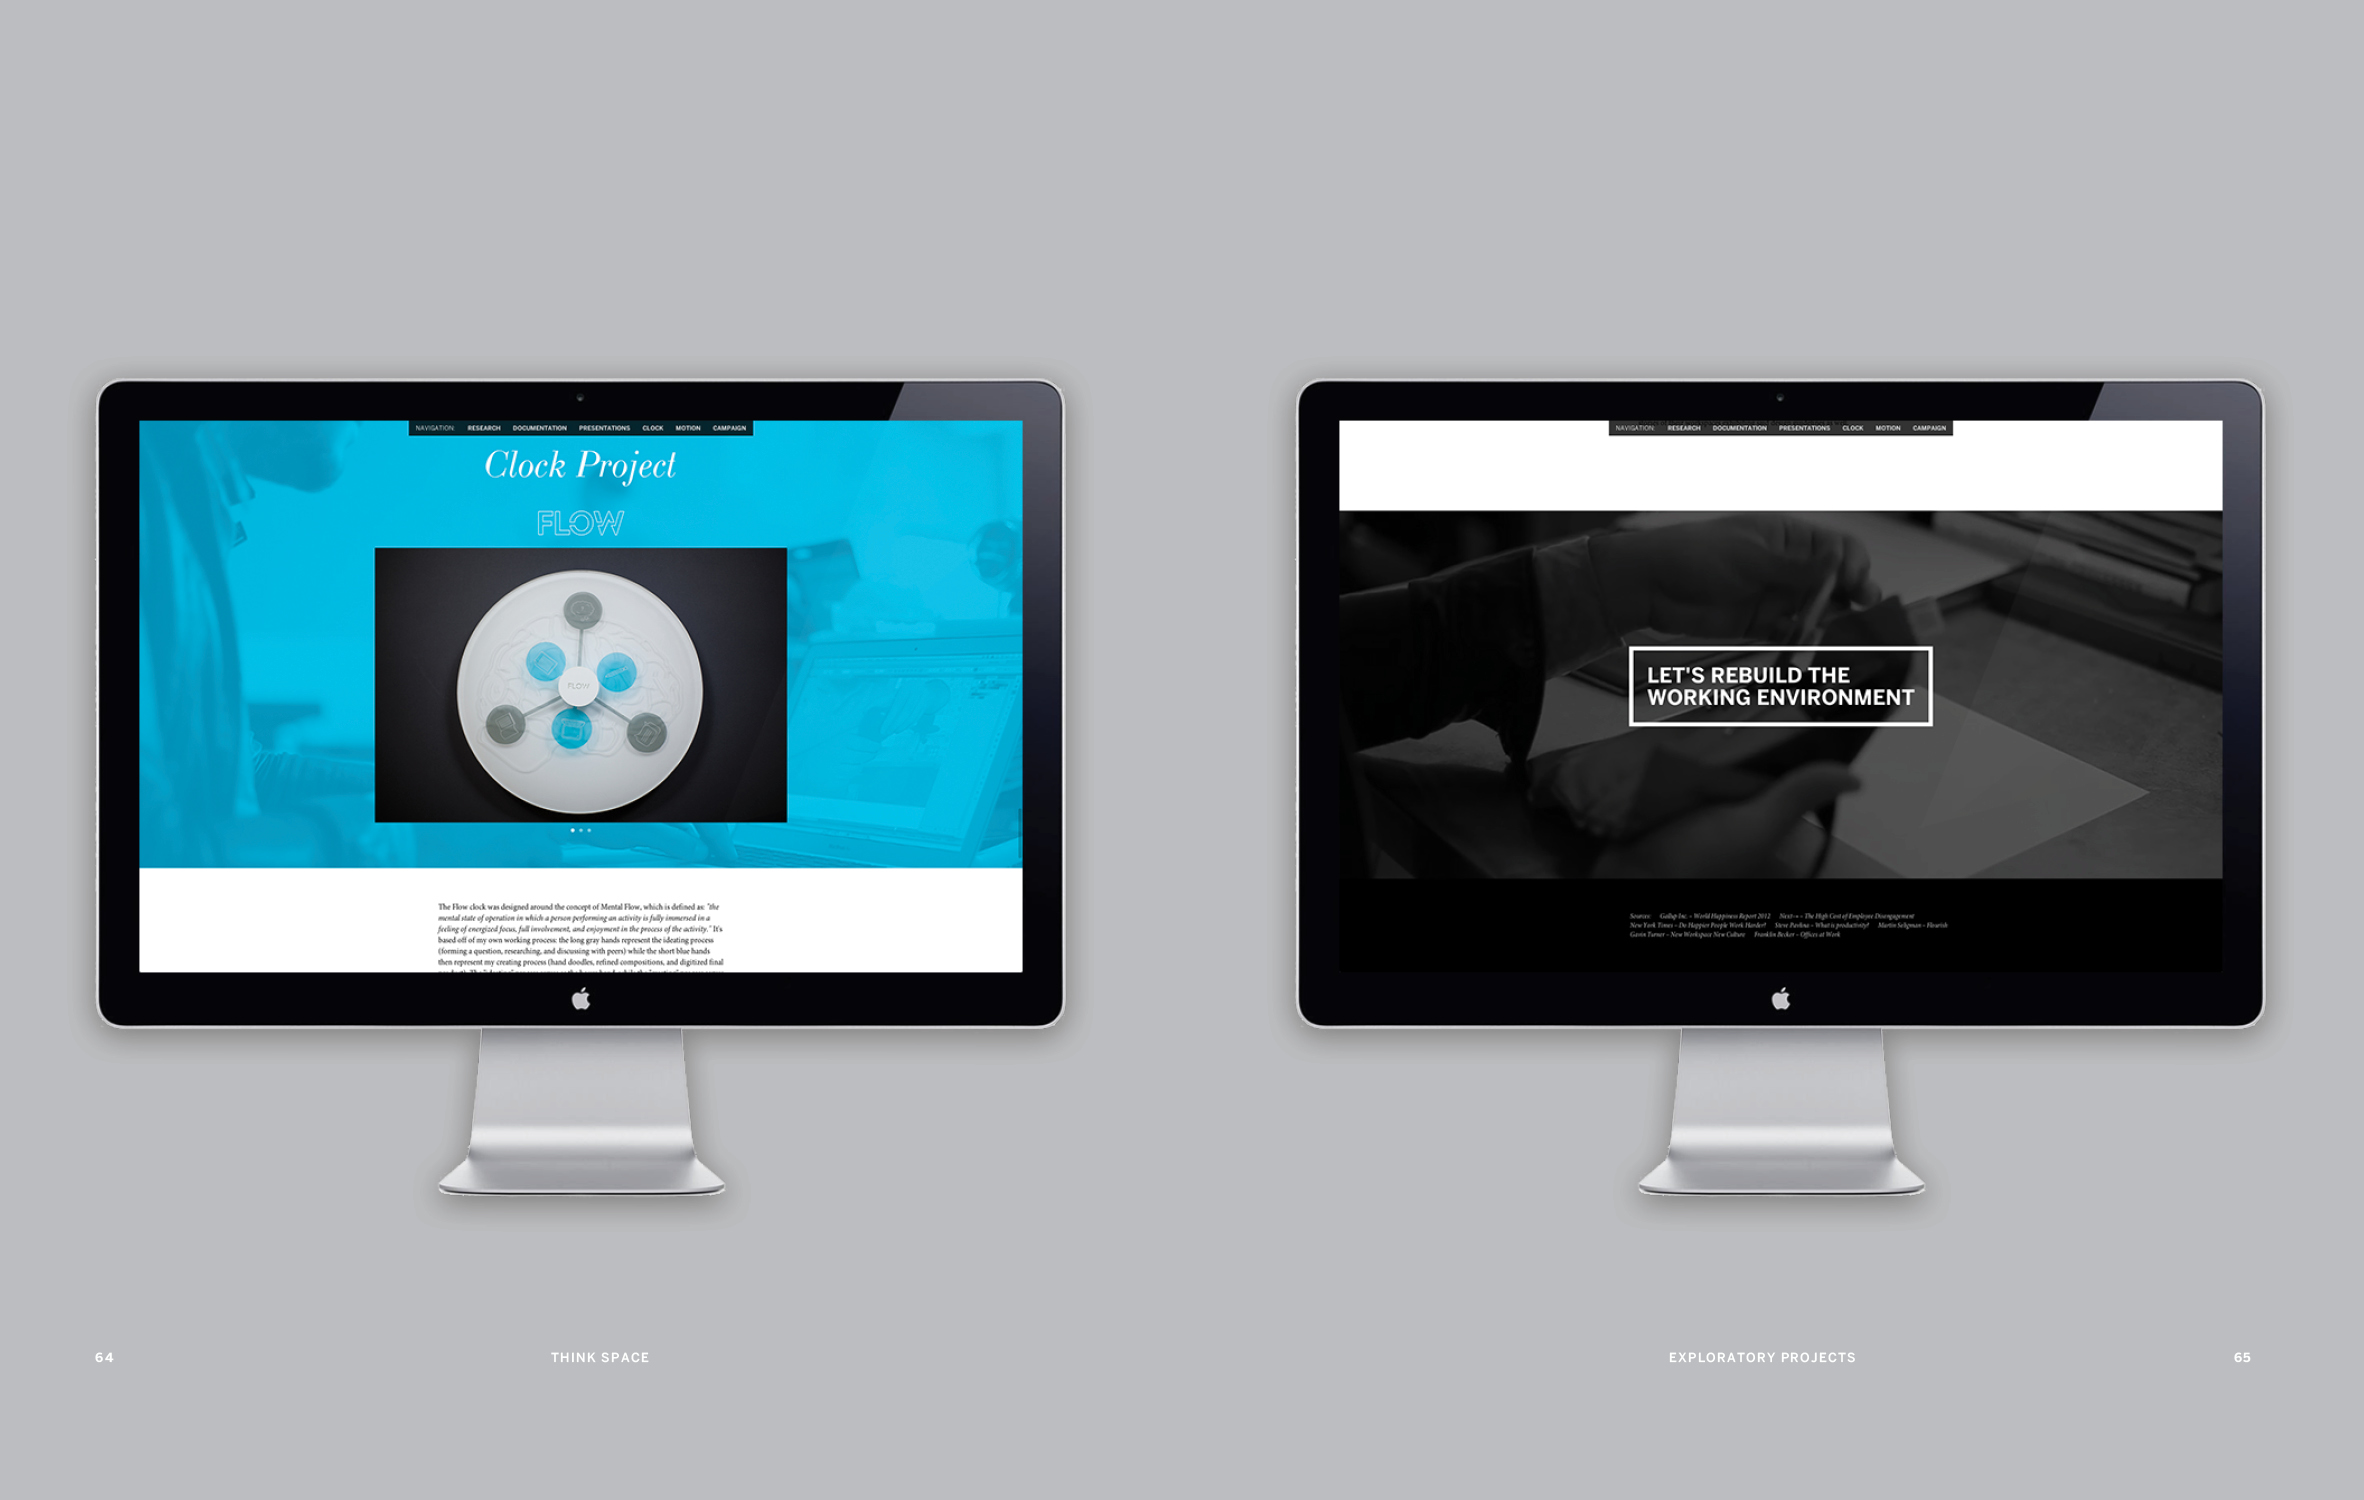 NAVIGATION: RESEARCH DOCUMENTATION PRESENTATIONS CLOCK MOTION CAMPAIGN
Clock Project
FLOW
FLOW
The Flow clock was designed around the concept of Mental Flow, which is defined as: "the
mental state of operation in which a person performing an activity is fully immersed in a
feeling of energized focus, full involvement, and enjoyment in the process of the activity." It's
based off of my own working process: the long gray hands represent the ideating process
(forming a question, researching, and discussing with peers) while the short blue hands
then represent my creating process (hand doodles, refined compositions, and digitized final
NAVIGATION: RESEARCH DOCUMENTATION PRESENTATIONS CLOCK MOTION CAMPAIGN
LET'S REBUILD THE
WORKING ENVIRONMENT
Sources: Gallup Inc. – World Happiness Report 2012 Next→ – The High Cost of Employee Disengagement
New York Times – Do Happier People Work Harder? Steve Pavlina – What is productivity? Martin Seligman – Flourish
Gavin Turner – New Workspace New Culture Franklin Becker – Offices at Work
64 THINK SPACE
EXPLORATORY PROJECTS 65